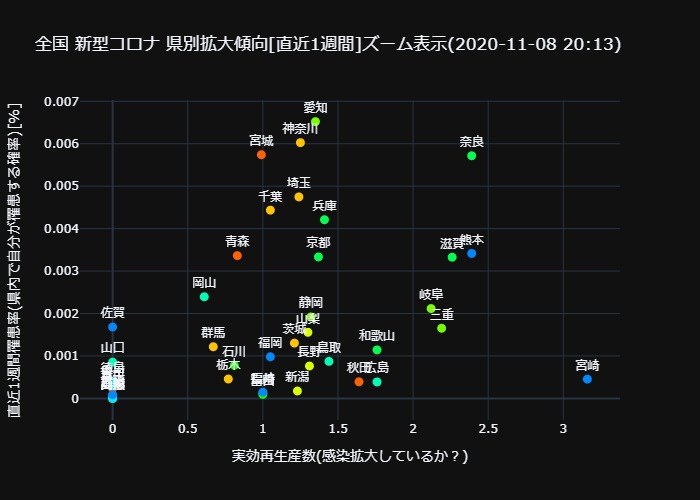 全国 新型コロナ 県別拡大傾向[直近1週間]ズーム表示(2020-11-08 20:13)
直近1週間罹患率(県内で自分が罹患する確率)[%]
0.007
0.006
0.005
0.004
0.003
0.002
0.001
0
愛知
神奈川
宮城
奈良
埼玉
千葉
兵庫
青森
京都
滋賀
熊本
岡山
岐阜
静岡
佐賀
山梨
三重
茨城
群馬
福岡
和歌山
山口
石川
長野
鳥取
栃木
新潟
秋田
広島
宮崎
0
0.5
1
1.5
2
2.5
3
実効再生産数(感染拡大しているか？)